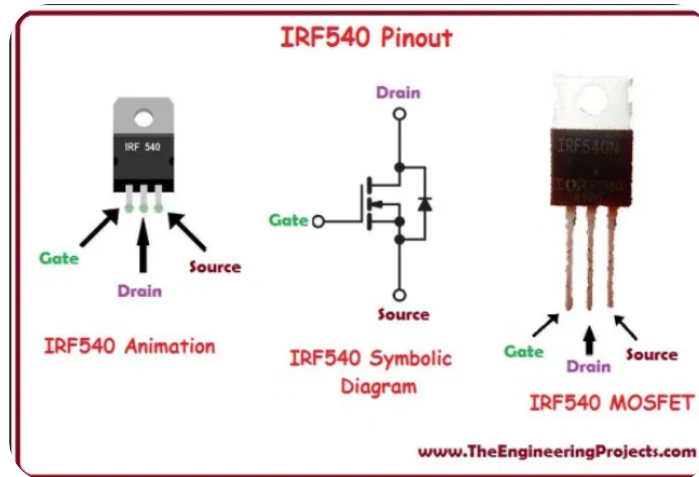 IRF540 Pinout
IRF 540
Gate
Drain
Source
IRF540 Animation
Drain
Gate
Source
IRF540 Symbolic
Diagram
IRF540N
IOR
Gate
Drain
Source
IRF540 MOSFET
www.TheEngineeringProjects.com